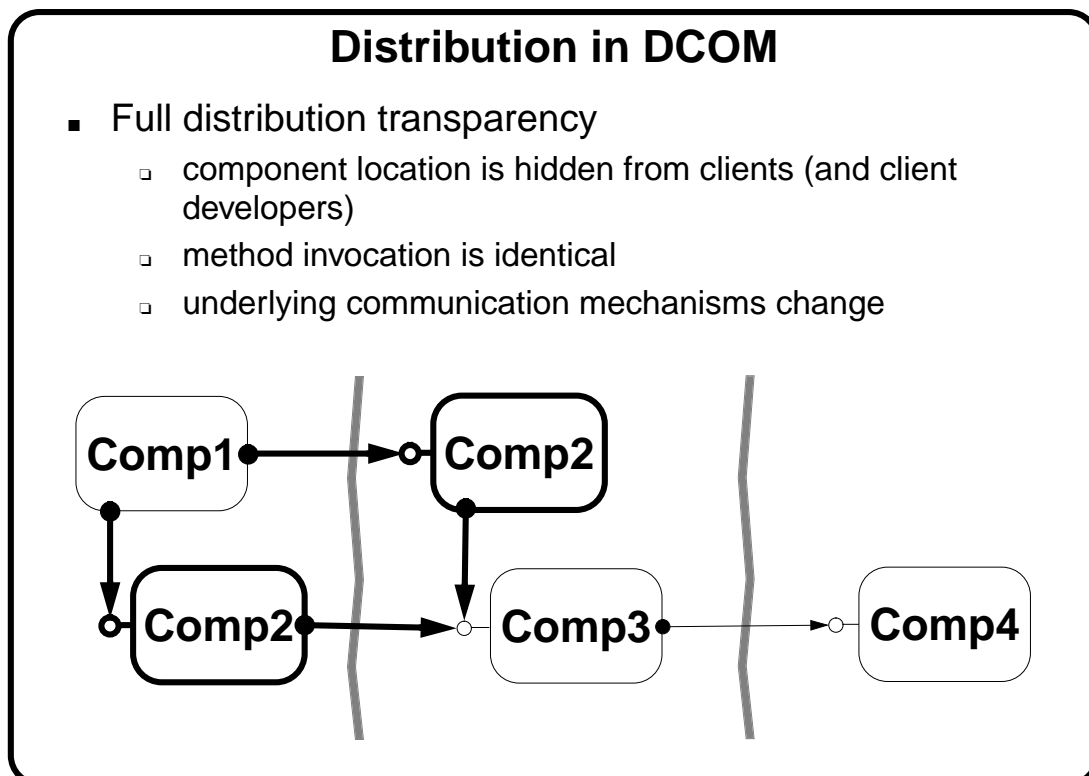 Distribution in DCOM
Full distribution transparency
component location is hidden from clients (and client
developers)
method invocation is identical
underlying communication mechanisms change
Comp1
Comp2
Comp2
Comp3
Comp4